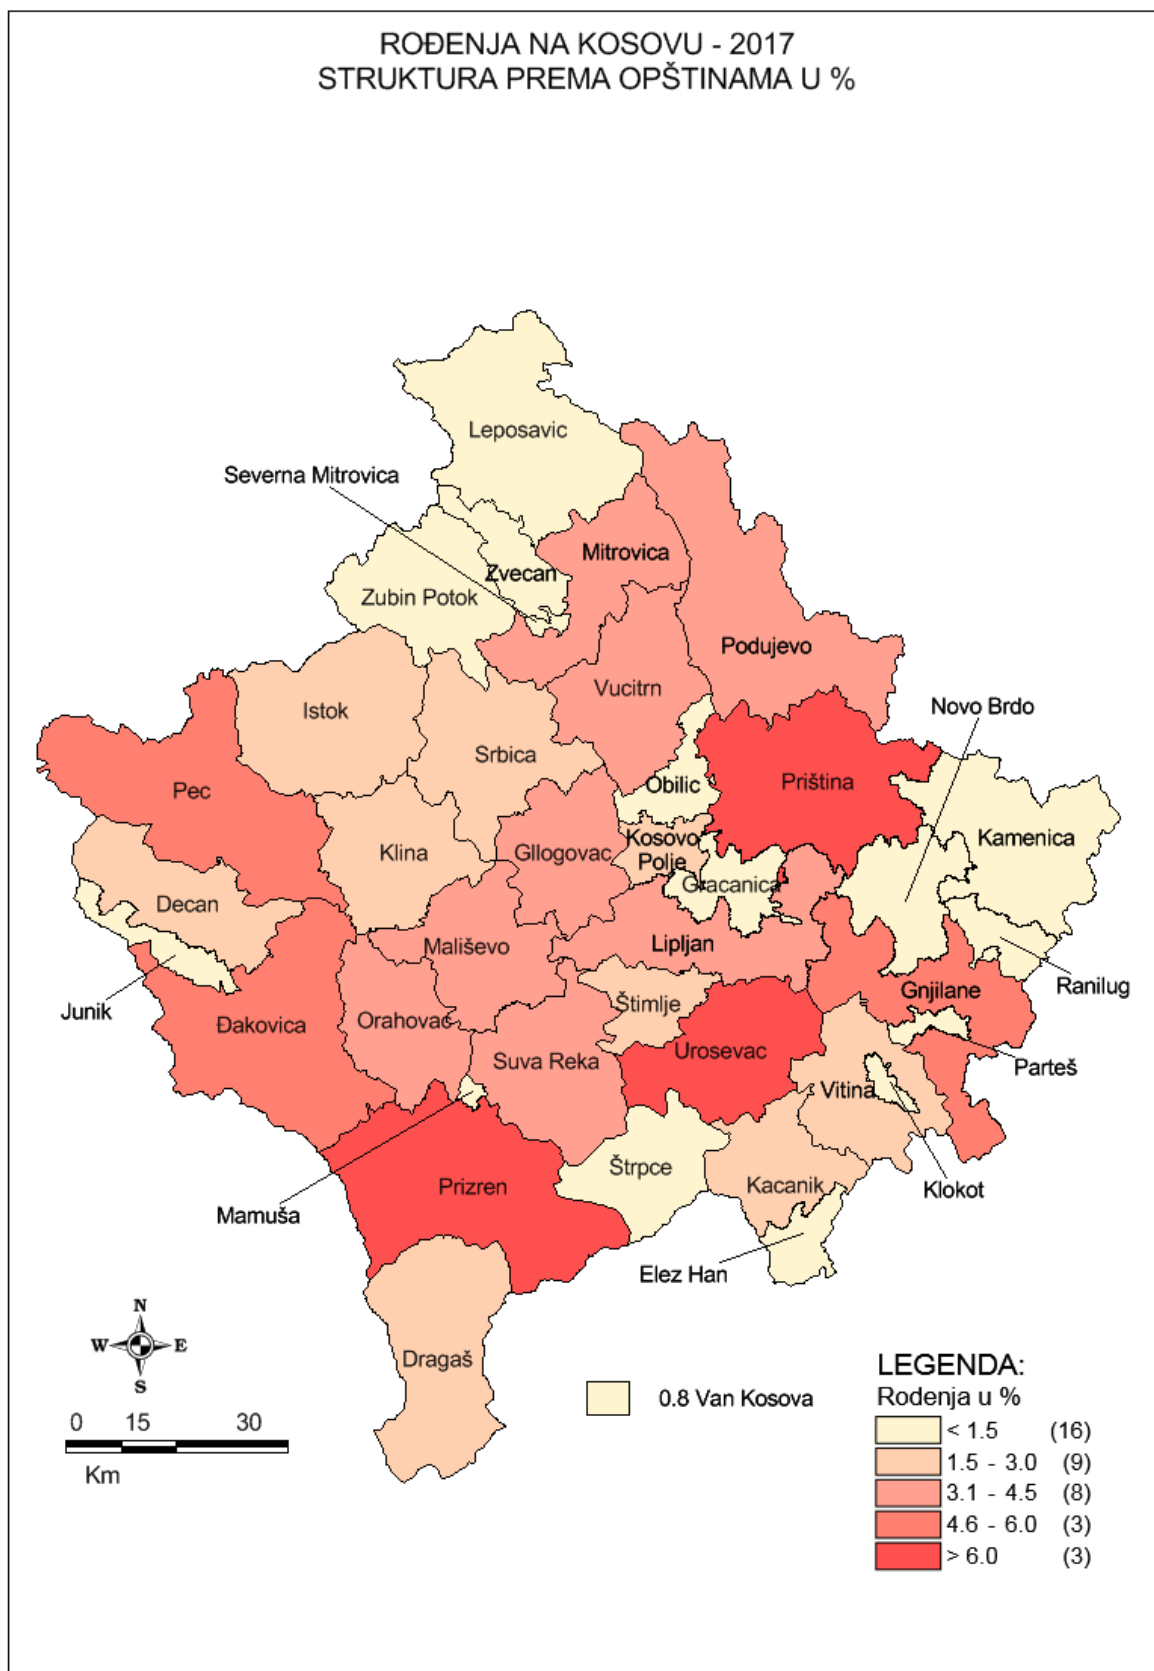 ROĐENJA NA KOSOVU - 2017
STRUKTURA PREMA OPŠTINAMA U %
Leposavic
Severna Mitrovica
Mitrovica
Zvecan
Zubin Potok
Podujevo
Vucitrn
Novo Brdo
Istok
Srbica
Priština
Obilic
Pec
Kamenica
Kosovo
Polje
Klina
Gllogovac
Gracanica
Decan
Mališevo
Lipljan
Ranilug
Gnjilane
Junik
Štimlje
Đakovica
Orahovac
Urosevac
Suva Reka
Parteš
Vitina
Štrpce
Kacanik
Klokot
Prizren
Mamuša
Elez Han
Dragaš
N
W E
S
0 15 30
Km
0.8 Van Kosova
LEGENDA:
Rođenja u %
< 1.5 (16)
1.5 - 3.0 (9)
3.1 - 4.5 (8)
4.6 - 6.0 (3)
> 6.0 (3)